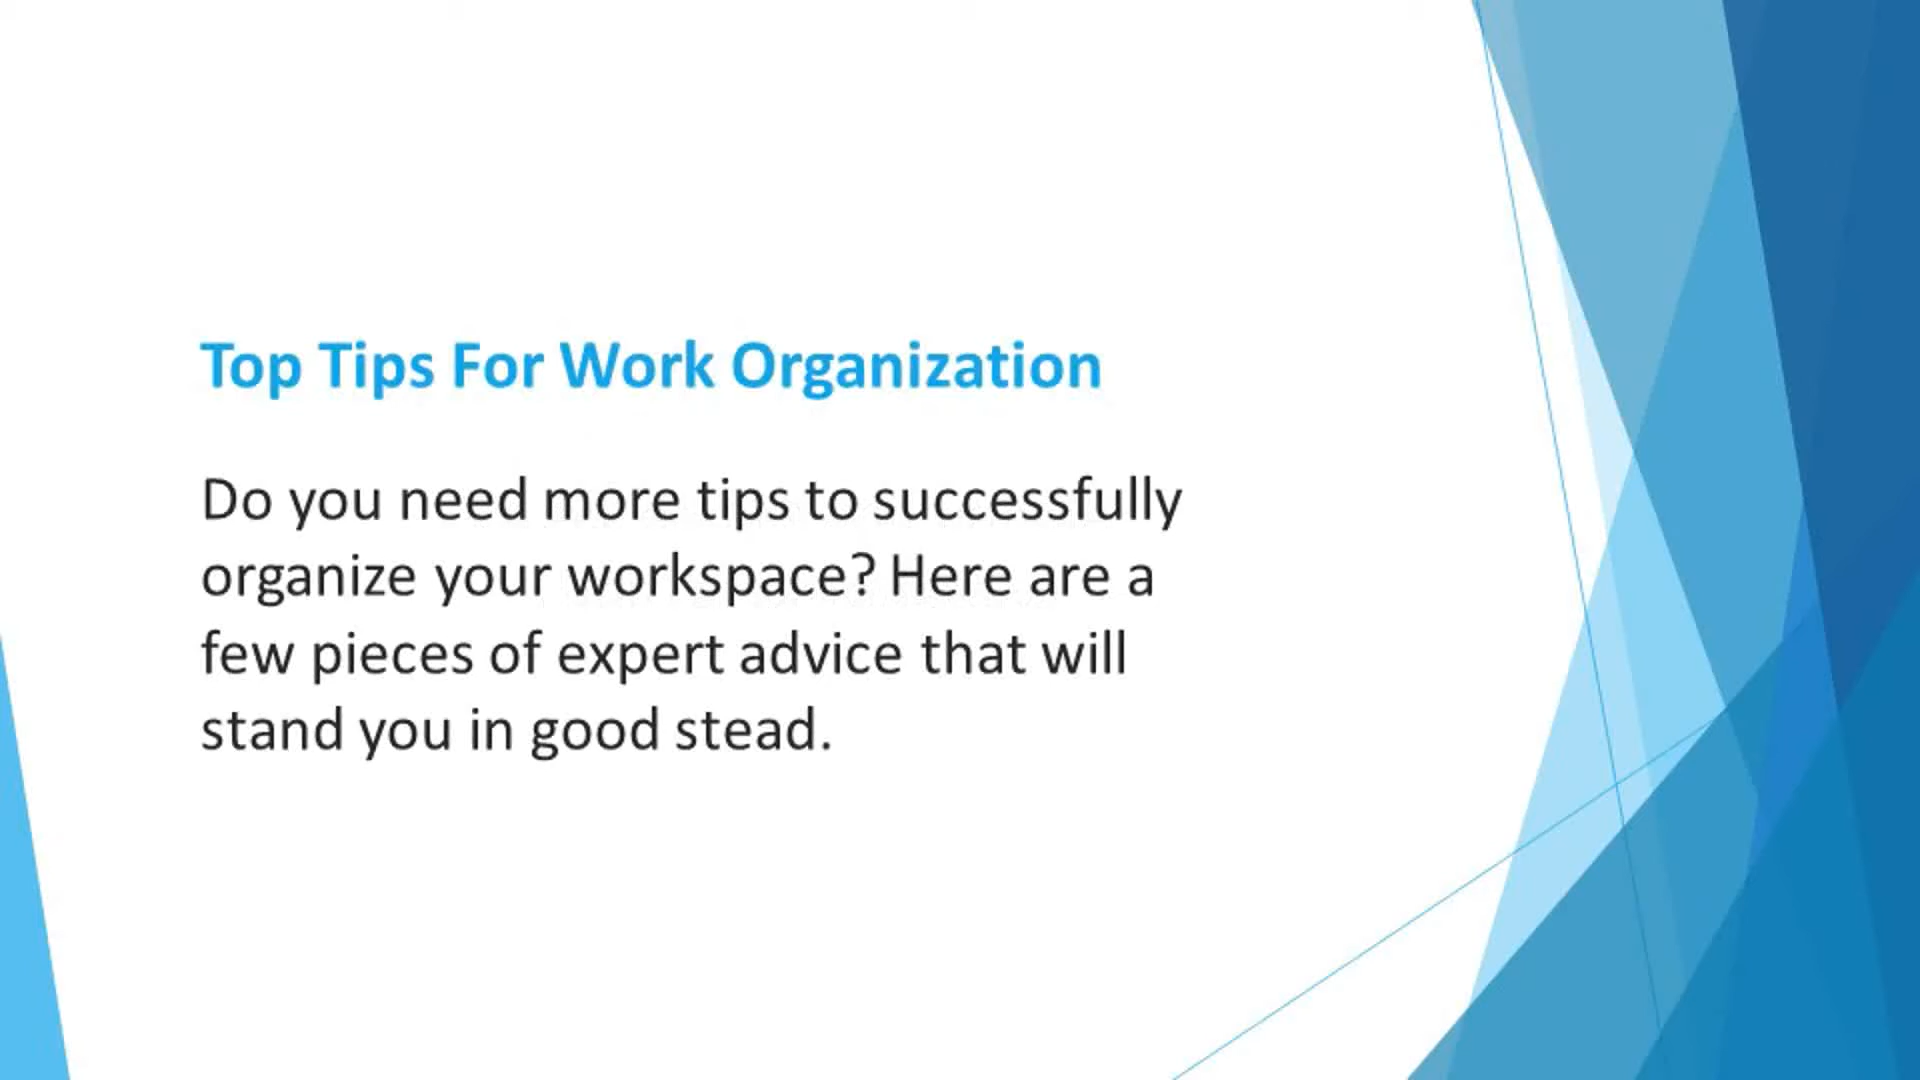 Top Tips For Work Organization
Do you need more tips to successfully
organize your workspace? Here are a
few pieces of expert advice that will
stand you in good stead.